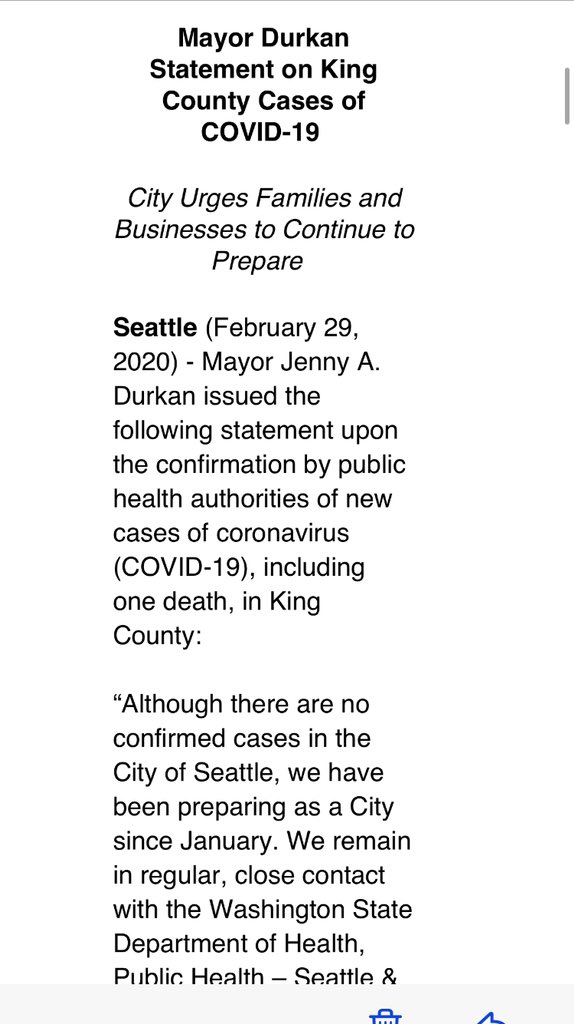 Mayor Durkan
Statement on King
County Cases of
COVID-19
City Urges Families and
Businesses to Continue to
Prepare
Seattle (February 29,
2020) - Mayor Jenny A.
Durkan issued the
following statement upon
the confirmation by public
health authorities of new
cases of coronavirus
(COVID-19), including
one death, in King
County:
“Although there are no
confirmed cases in the
City of Seattle, we have
been preparing as a City
since January. We remain
in regular, close contact
with the Washington State
Department of Health,
Public Health – Seattle &